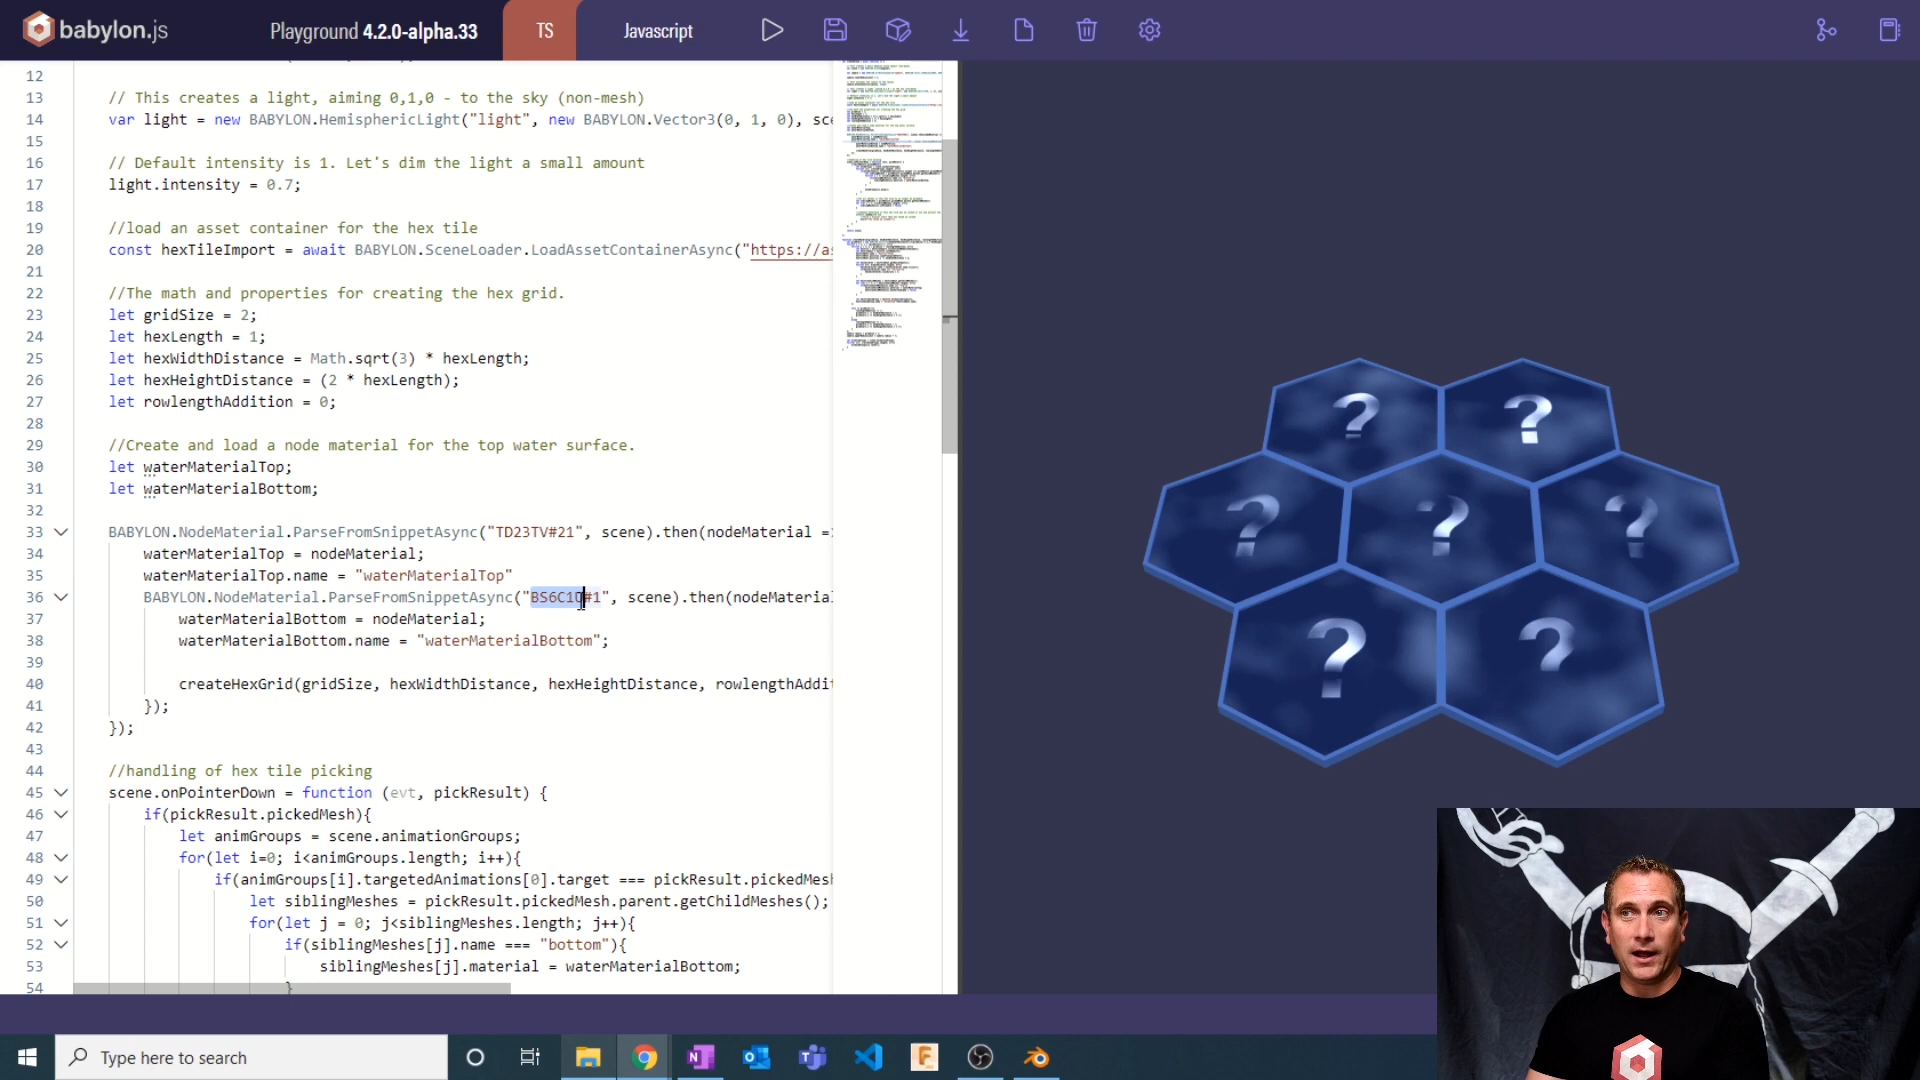 babylon.js
Playground 4.2.0-alpha.33
TS
Javascript
12
13 // This creates a light, aiming 0,1,0 - to the sky (non-mesh)
14 var light = new BABYLON.HemisphericLight("light", new BABYLON.Vector3(0, 1, 0), sce
15
16 // Default intensity is 1. Let's dim the light a small amount
17 light.intensity = 0.7;
18
19 //load an asset container for the hex tile
20 const hexTileImport = await BABYLON.SceneLoader.LoadAssetContainerAsync("https://as
21
22 //The math and properties for creating the hex grid.
23 let gridSize = 2;
24 let hexLength = 1;
25 let hexWidthDistance = Math.sqrt(3) * hexLength;
26 let hexHeightDistance = (2 * hexLength);
27 let rowlengthAddition = 0;
28
29 //Create and load a node material for the top water surface.
30 let waterMaterialTop;
31 let waterMaterialBottom;
32
33 BABYLON.NodeMaterial.ParseFromSnippetAsync("TD23TV#21", scene).then(nodeMaterial =>
34 waterMaterialTop = nodeMaterial;
35 waterMaterialTop.name = "waterMaterialTop"
36 BABYLON.NodeMaterial.ParseFromSnippetAsync("BS6C1U#1", scene).then(nodeMaterial
37 waterMaterialBottom = nodeMaterial;
38 waterMaterialBottom.name = "waterMaterialBottom";
39
40 createHexGrid(gridSize, hexWidthDistance, hexHeightDistance, rowlengthAddit
41 });
42 });
43
44 //handling of hex tile picking
45 scene.onPointerDown = function (evt, pickResult) {
46 if(pickResult.pickedMesh){
47 let animGroups = scene.animationGroups;
48 for(let i=0; i<animGroups.length; i++){
49 if(animGroups[i].targetedAnimations[0].target === pickResult.pickedMesh
50 let siblingMeshes = pickResult.pickedMesh.parent.getChildMeshes();
51 for(let j = 0; j<siblingMeshes.length; j++){
52 if(siblingMeshes[j].name === "bottom"){
53 siblingMeshes[j].material = waterMaterialBottom;
54 }
? ?
? ? ?
? ?
Type here to search